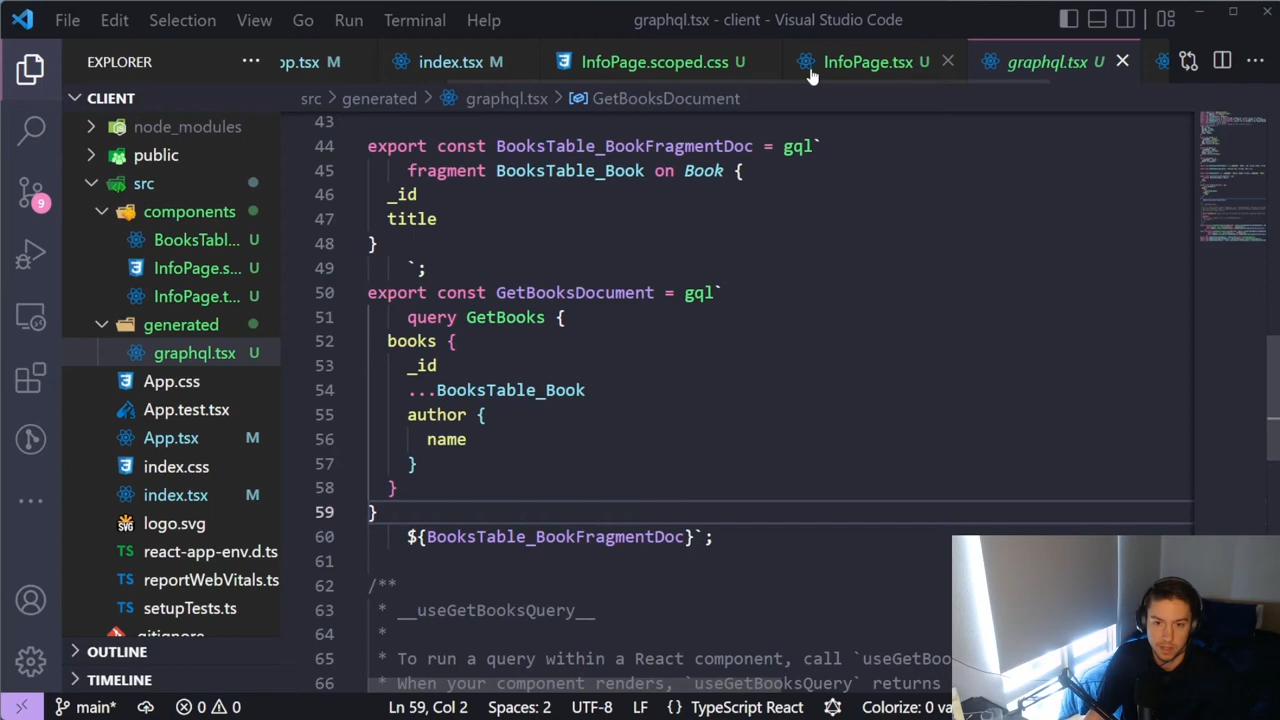 File Edit Selection View Go Run Terminal Help graphql.tsx - client - Visual Studio Code
EXPLORER
pp.tsx M index.tsx M InfoPage.scoped.css U InfoPage.tsx U graphql.tsx U
CLIENT
src generated graphql.tsx GetBooksDocument
node_modules
public
src
components
BooksTabl... U
InfoPage.s... U
InfoPage.t... U
generated
graphql.tsx U
App.css
App.test.tsx
App.tsx M
index.css
index.tsx M
logo.svg
react-app-env.d.ts
reportWebVitals.ts
setupTests.ts
.gitignore
OUTLINE
TIMELINE
9
43
44 export const BooksTable_BookFragmentDoc = gql`
45 fragment BooksTable_Book on Book {
46 _id
47 title
48 }
49 `;
50 export const GetBooksDocument = gql`
51 query GetBooks {
52 books {
53 _id
54 ...BooksTable_Book
55 author {
56 name
57 }
58 }
59 }
60 ${BooksTable_BookFragmentDoc}`;
61
62 /**
63 * __useGetBooksQuery__
64 *
65 * To run a query within a React component, call `useGetBoo
66 * When your component renders, `useGetBooksQuery` returns
main* 0 0 Ln 59, Col 2 Spaces: 2 UTF-8 LF {} TypeScript React Colorize: 0 va